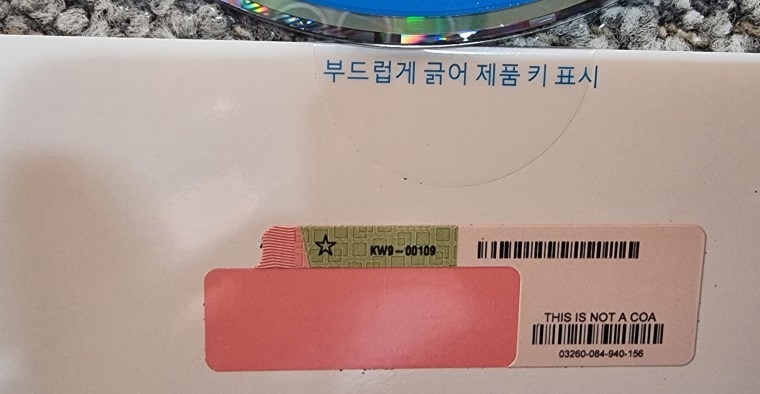 부드럽게 긁어 제품 키 표시
☆ KW9-00109
THIS IS NOT A COA
03260-084-940-156